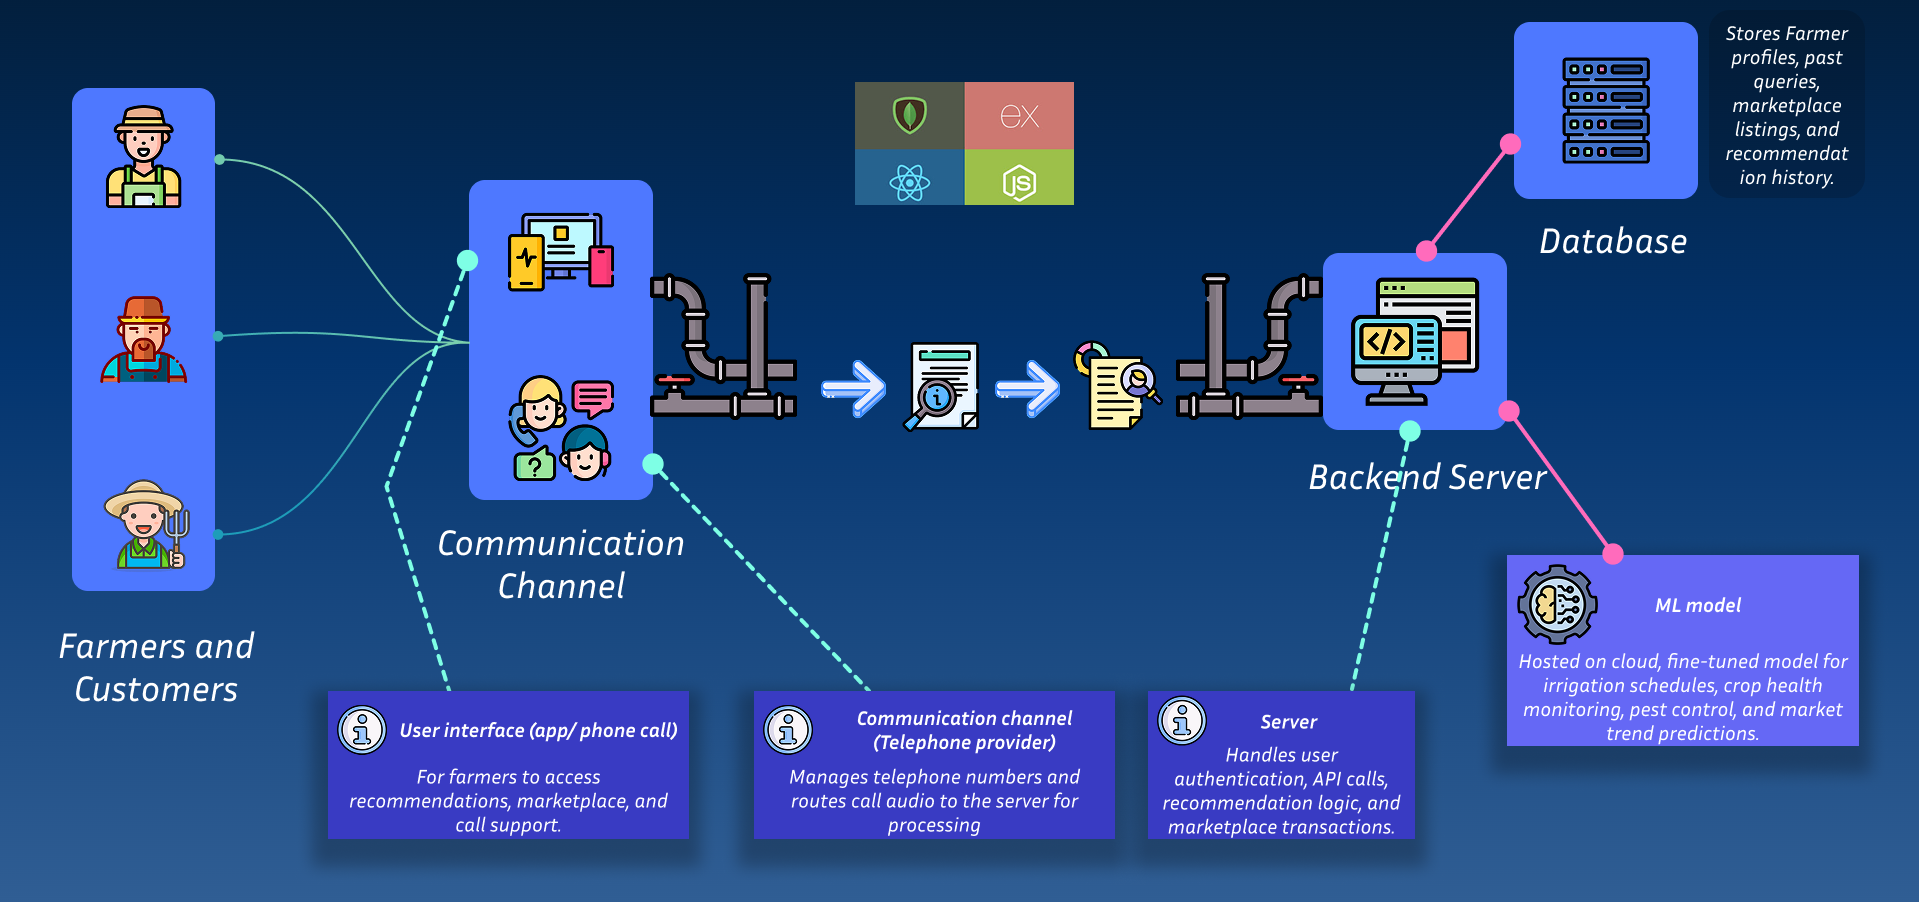 Stores Farmer
profiles, past
queries,
marketplace
listings, and
recommendat
ion history.
ex
JS
Database
</>
i
?
Backend Server
Communication
Channel
Farmers and
Customers
ML model
Hosted on cloud, fine-tuned model for
irrigation schedules, crop health
monitoring, pest control, and market
trend predictions.
i
User interface (app/ phone call)
For farmers to access
recommendations, marketplace, and
call support.
i
Communication channel
(Telephone provider)
Manages telephone numbers and
routes call audio to the server for
processing
i
Server
Handles user
authentication, API calls,
recommendation logic, and
marketplace transactions.